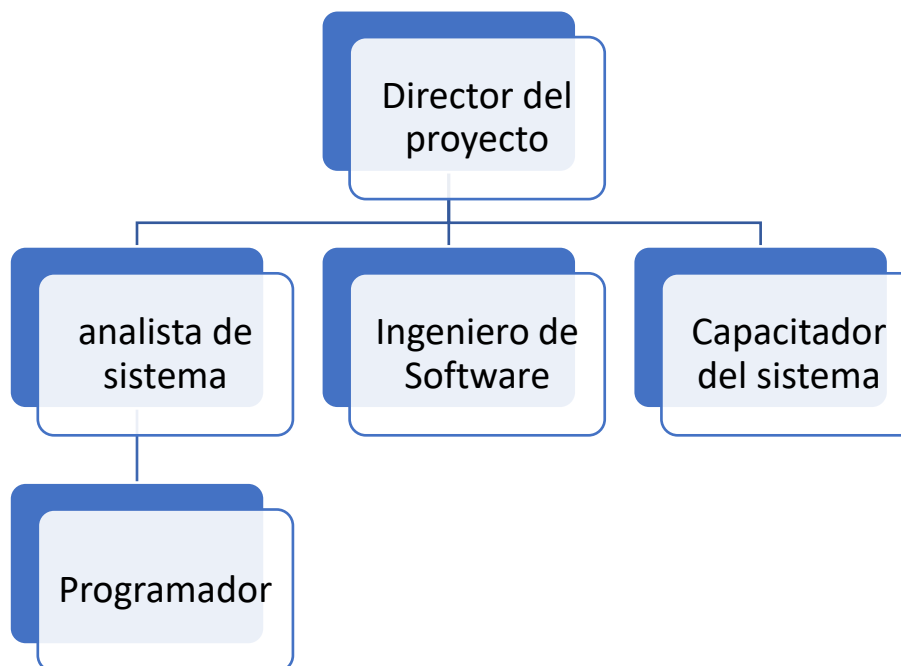 Director del
proyecto
analista de
sistema
Ingeniero de
Software
Capacitador
del sistema
Programador